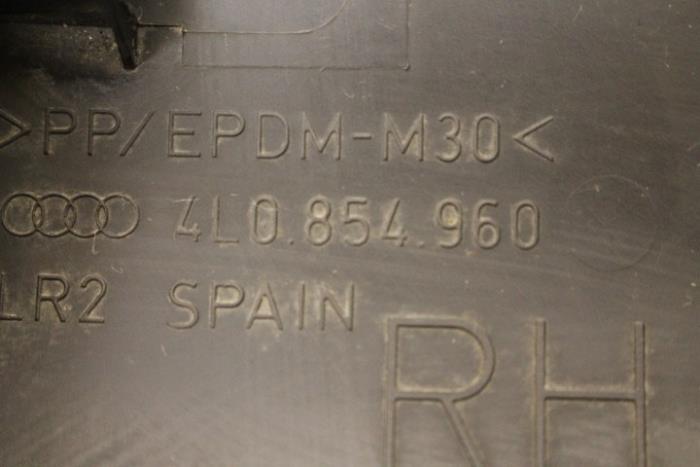 >PP/EPDM-M30<
4L0.854.960
LR2 SPAIN
RH